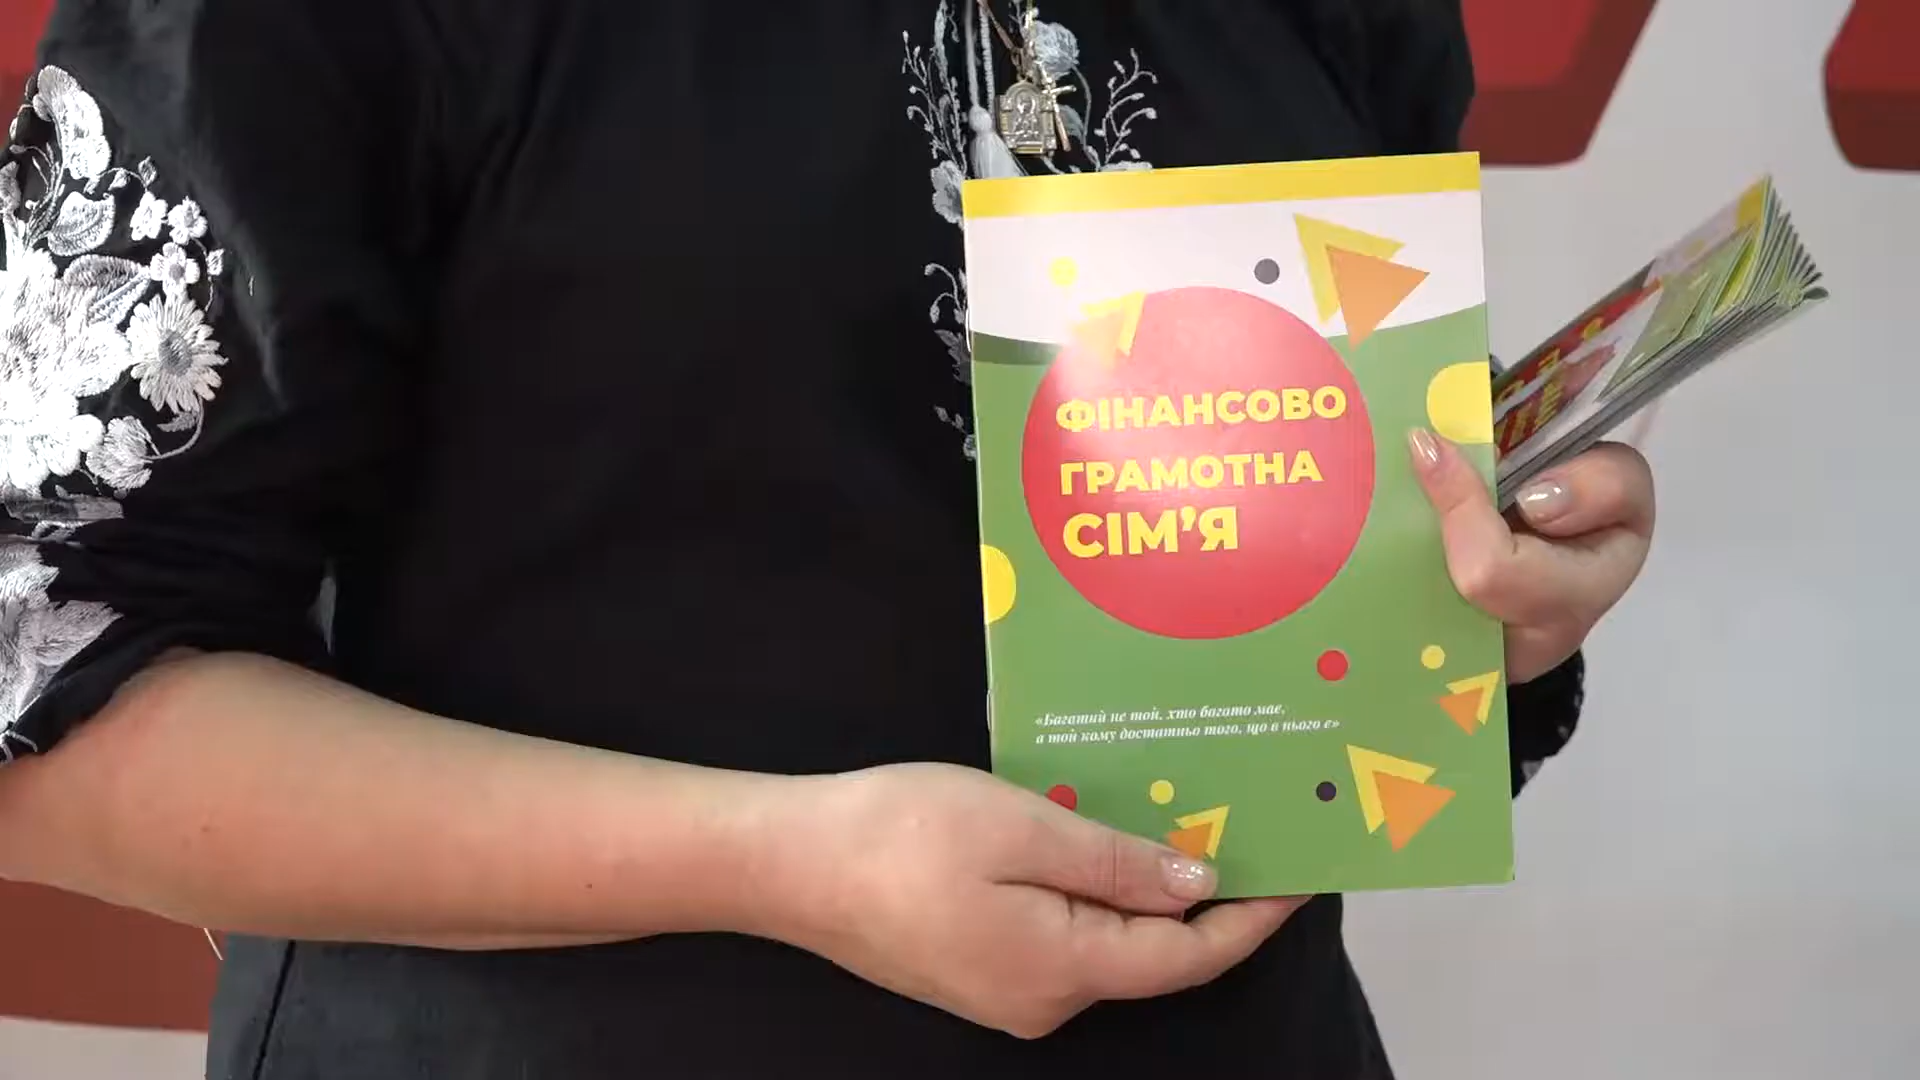 ФІНАНСОВО
ГРАМОТНА
СІМ’Я
«Багатий не той, хто багато має,
а той кому достатньо того, що в нього є»